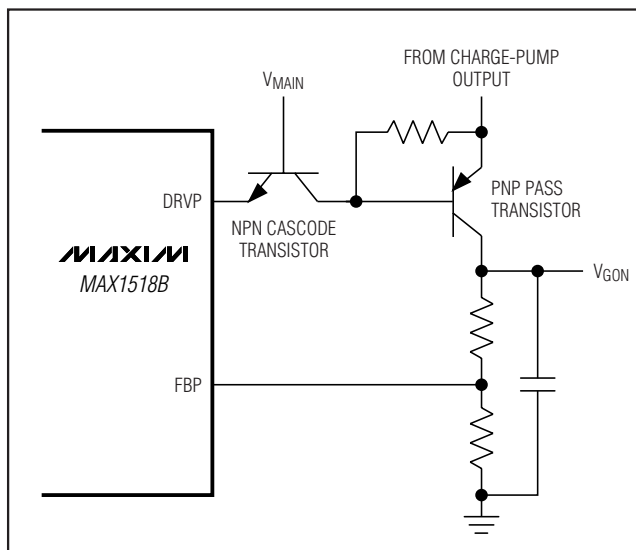 FROM CHARGE-PUMP
OUTPUT
VMAIN
DRVP
NPN CASCODE
TRANSISTOR
PNP PASS
TRANSISTOR
MAXIM
MAX1518B
VGON
FBP